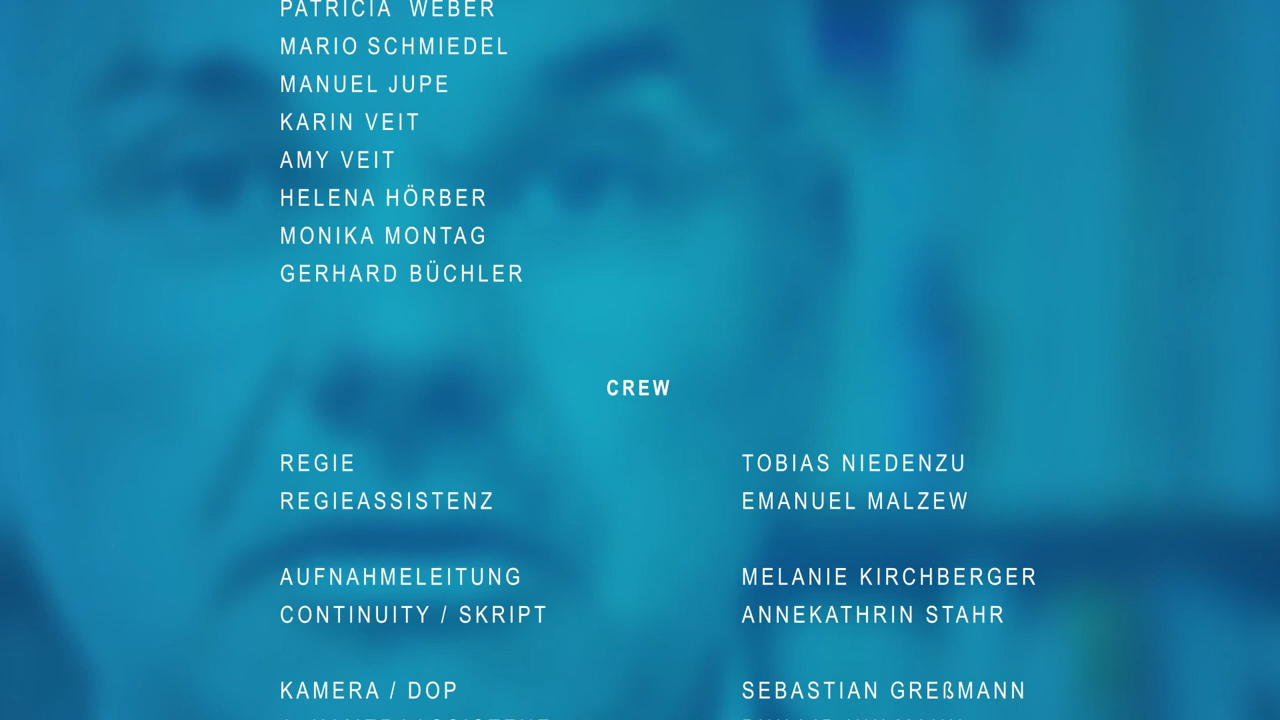 PATRICIA WEBER
MARIO SCHMIEDEL
MANUEL JUPE
KARIN VEIT
AMY VEIT
HELENA HÖRBER
MONIKA MONTAG
GERHARD BÜCHLER
CREW
REGIE TOBIAS NIEDENZU
REGIEASSISTENZ EMANUEL MALZEW
AUFNAHMELEITUNG MELANIE KIRCHBERGER
CONTINUITY / SKRIPT ANNEKATHRIN STAHR
KAMERA / DOP SEBASTIAN GREßMANN